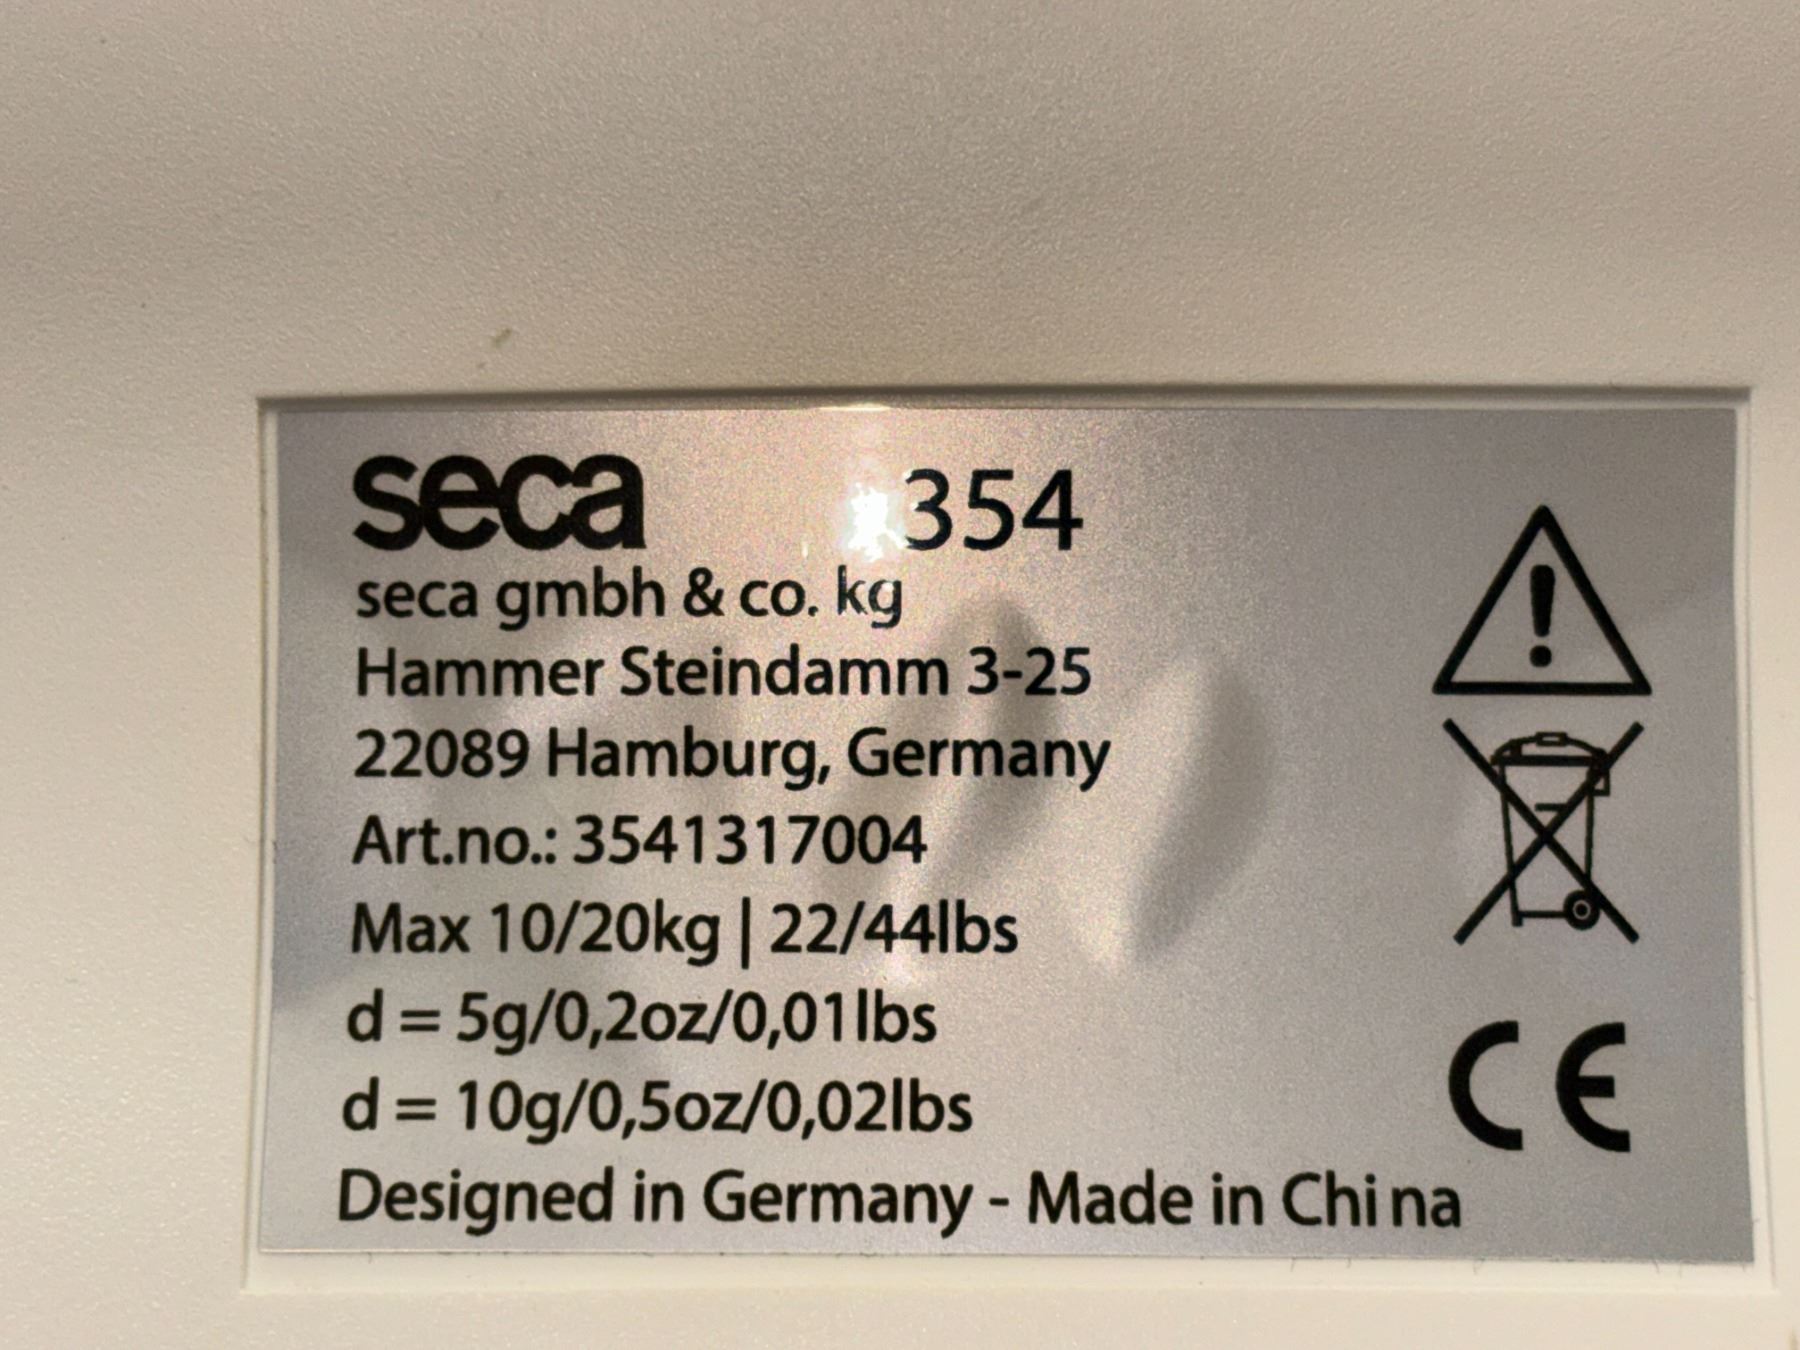 seca 354
seca gmbh & co. kg
Hammer Steindamm 3-25
22089 Hamburg, Germany
Art.no.: 3541317004
Max 10/20kg | 22/44lbs
d = 5g/0,2oz/0,01lbs
d = 10g/0,5oz/0,02lbs
Designed in Germany - Made in China
CE